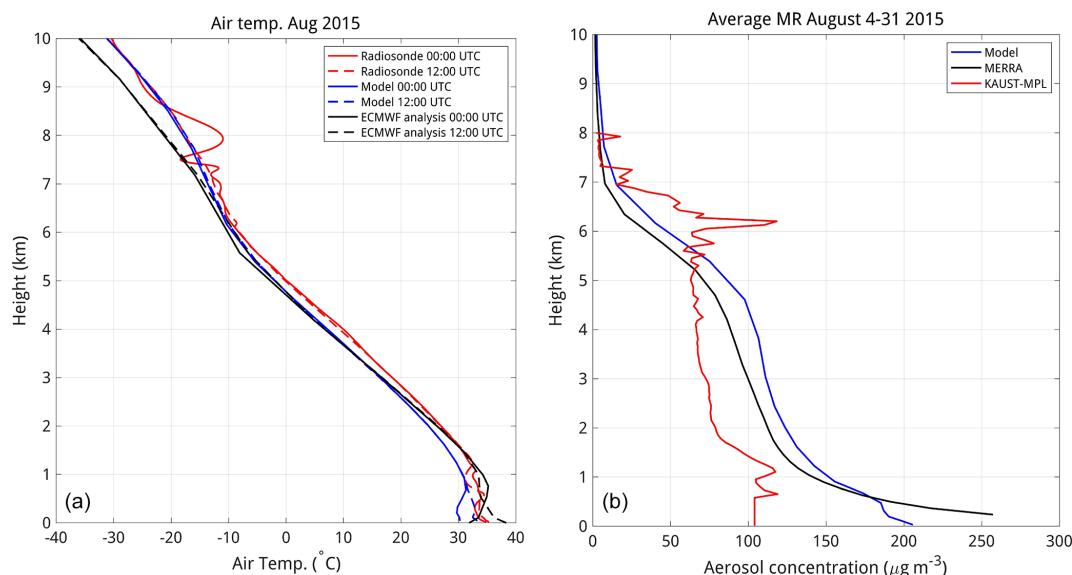 Air temp. Aug 2015
10
9
8
7
6
5
4
3
2
1
0
Height (km)
Radiosonde 00:00 UTC
Radiosonde 12:00 UTC
Model 00:00 UTC
Model 12:00 UTC
ECMWF analysis 00:00 UTC
ECMWF analysis 12:00 UTC
(a)
-40 -30 -20 -10 0 10 20 30 40
Air Temp. (°C)
Average MR August 4-31 2015
10
9
8
7
6
5
4
3
2
1
0
Height (km)
Model
MERRA
KAUST-MPL
(b)
0 50 100 150 200 250 300
Aerosol concentration (μg m⁻³)